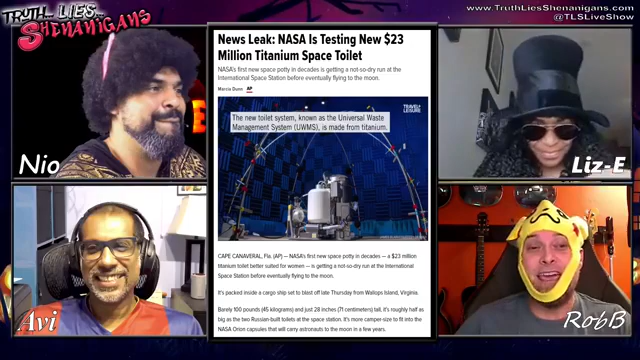 TRUTH, LIES, SHENANIGANS
www.TruthLiesShenanigans.com
@TLSLiveShow
News Leak: NASA Is Testing New $23
Million Titanium Space Toilet
NASA's first new space potty in decades is getting a not-so-dry run at the
International Space Station before eventually flying to the moon.
Marcia Dunn AP
TRAVEL+
LEISURE
The new toilet system, known as the Universal Waste
Management System (UWMS), is made from titanium.
Nio
Liz-E
CAPE CANAVERAL, Fla. (AP) — NASA's first new space potty in decades — a $23 million
titanium toilet better suited for women — is getting a not-so-dry run at the International
Space Station before eventually flying to the moon.
It's packed inside a cargo ship set to blast off late Thursday from Wallops Island, Virginia.
Barely 100 pounds (45 kilograms) and just 28 inches (71 centimeters) tall, it's roughly half as
big as the two Russian-built toilets at the space station. It's more camper-size to fit into the
NASA Orion capsules that will carry astronauts to the moon in a few years.
Avi
RobB